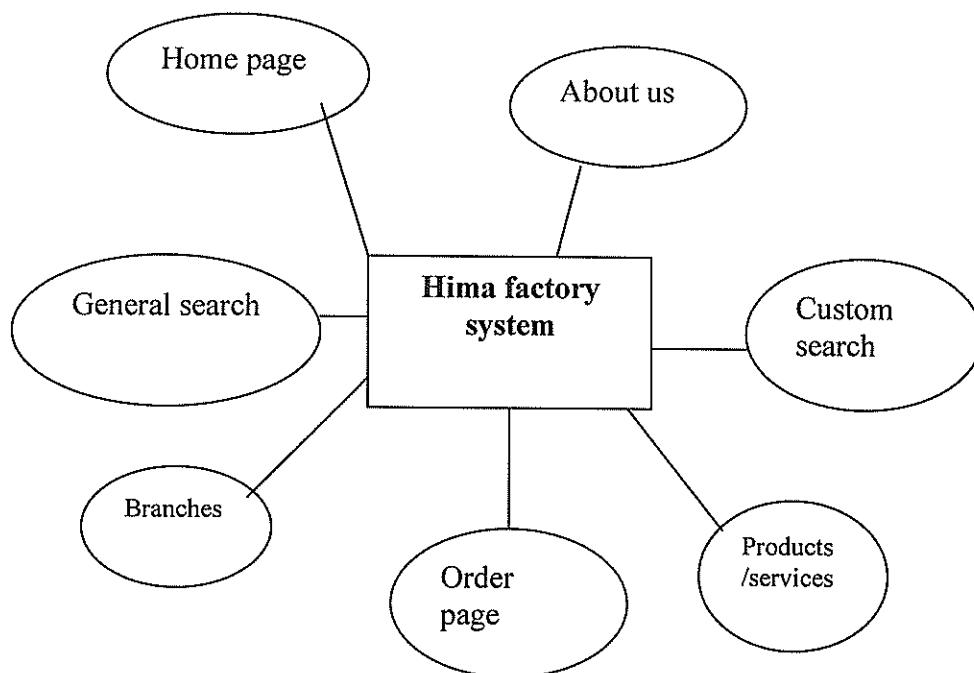 Home page
About us
Hima factory
system
General search
Custom
search
Branches
Order
page
Products
/services